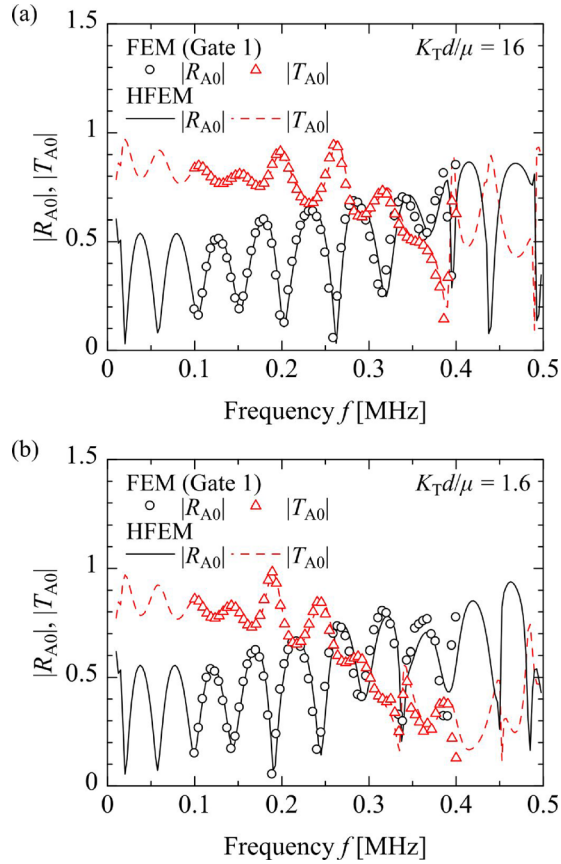 (a)
1.5
FEM (Gate 1)
K_Td/μ = 16
|R_A0| |T_A0|
HFEM
|R_A0| |T_A0|
1
0.5
0
|R_A0|, |T_A0|
0 0.1 0.2 0.3 0.4 0.5
Frequency f [MHz]
(b)
1.5
FEM (Gate 1)
K_Td/μ = 1.6
|R_A0| |T_A0|
HFEM
|R_A0| |T_A0|
1
0.5
0
|R_A0|, |T_A0|
0 0.1 0.2 0.3 0.4 0.5
Frequency f [MHz]